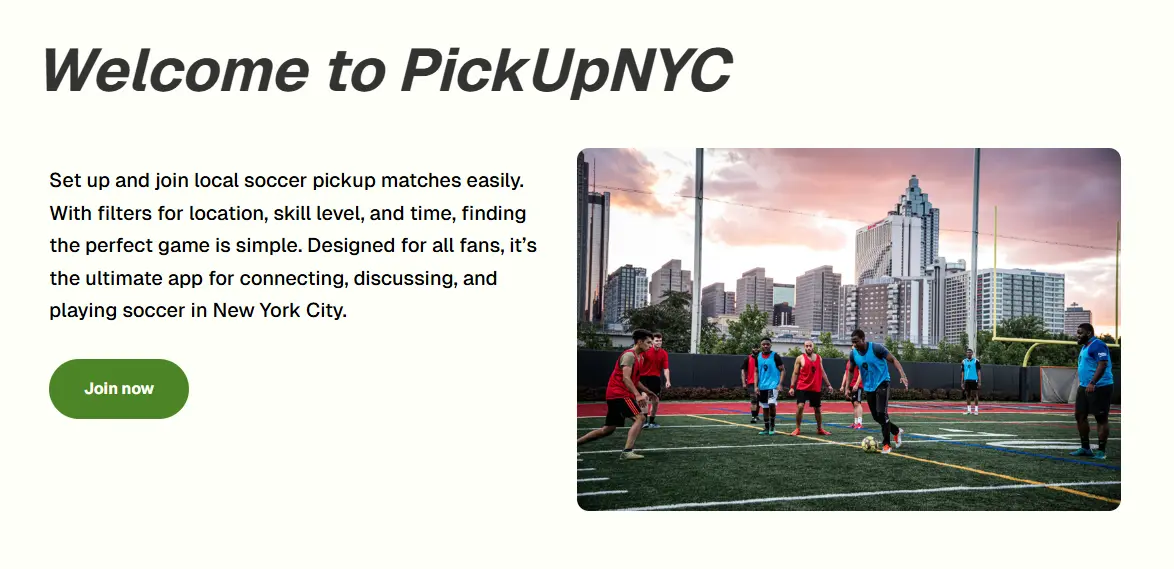 Welcome to PickUpNYC
Set up and join local soccer pickup matches easily.
With filters for location, skill level, and time, finding
the perfect game is simple. Designed for all fans, it’s
the ultimate app for connecting, discussing, and
playing soccer in New York City.
Join now